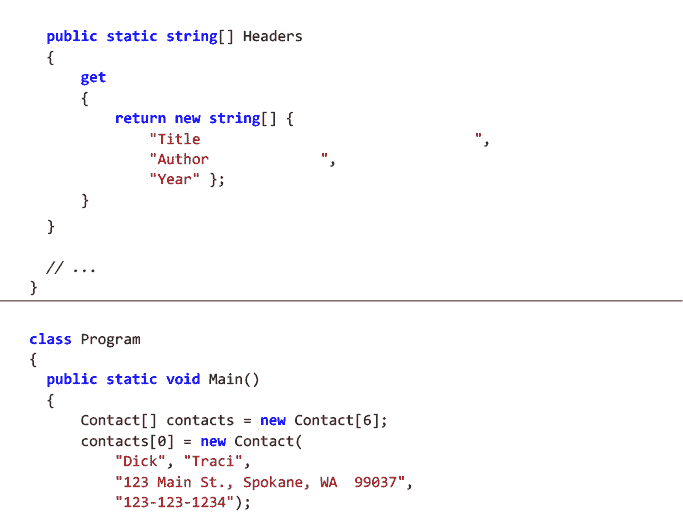 public static string[] Headers
{
get
{
return new string[] {
"Title                                ",
"Author             ",
"Year" };
}
}
// ...
}
class Program
{
public static void Main()
{
Contact[] contacts = new Contact[6];
contacts[0] = new Contact(
"Dick", "Traci",
"123 Main St., Spokane, WA  99037",
"123-123-1234");